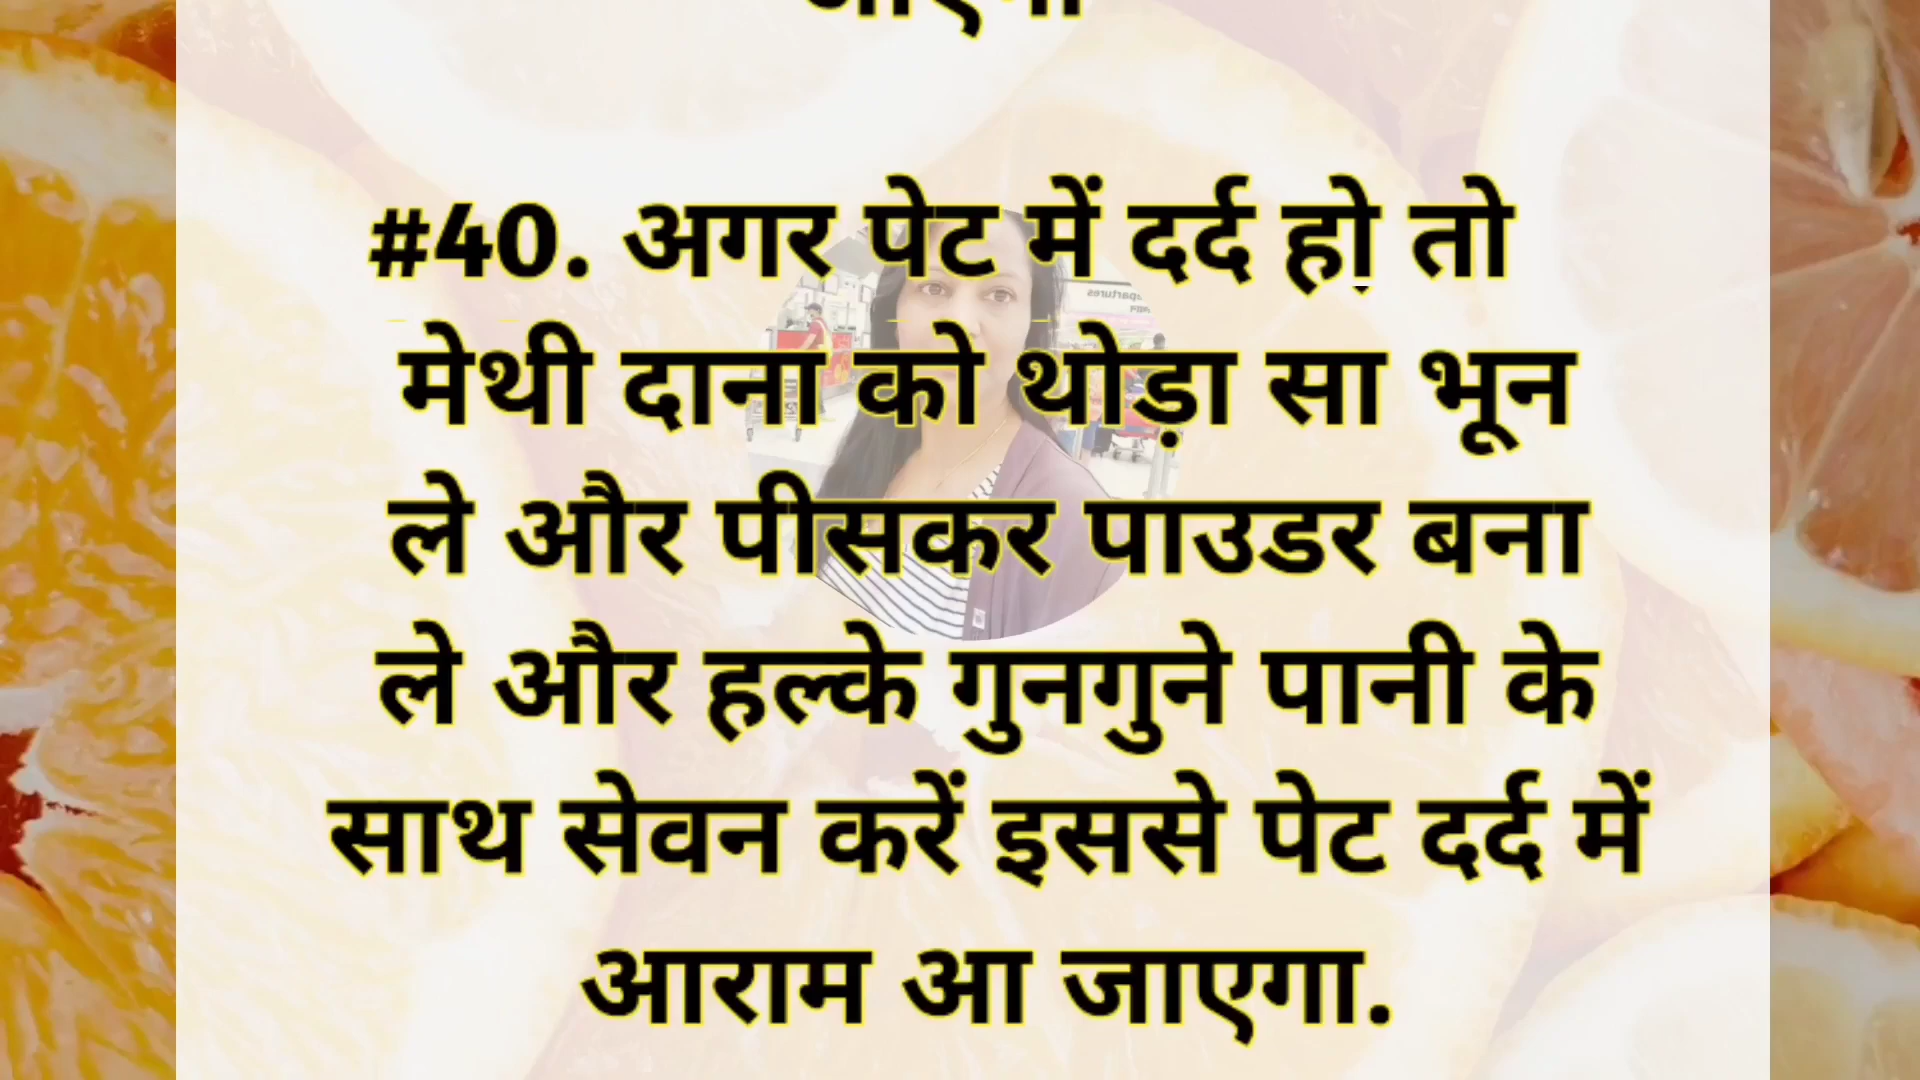 #40. अगर पेट में दर्द हो़ तो
मेथी दाना को थोड़ा सा भून
ले और पीसकर पाउडर बना
ले और हल्के गुनगुने पानी के
साथ सेवन करें इससे पेट दर्द में
आराम आ जाएगा.